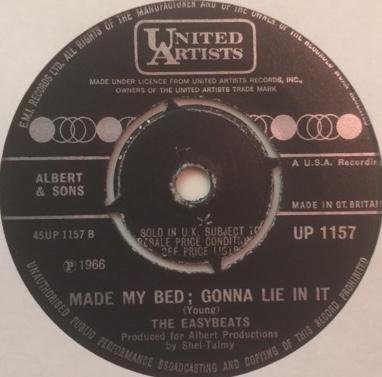 E.M.I. RECORDS LTD. ALL RIGHTS OF THE MANUFACTURER AND OF THE OWNER OF THE RECORDED WORK
UNITED
ARTISTS
MADE UNDER LICENCE FROM UNITED ARTISTS RECORDS, INC.,
OWNERS OF THE UNITED ARTISTS TRADE MARK
ALBERT
& SONS
A U.S.A. Recordin
MADE IN GT. BRITAIN
45UP 1157 B
SOLD IN U.K. SUBJECT TO
RESALE PRICE CONDITIONS
SEE PRICE LISTS
UP 1157
℗ 1966
MADE MY BED; GONNA LIE IN IT
(Young)
THE EASYBEATS
Produced for Albert Productions
by Shel-Talmy
UNAUTHORISED PUBLIC PERFORMANCE BROADCASTING AND COPYING OF THIS RECORD PROHIBITED